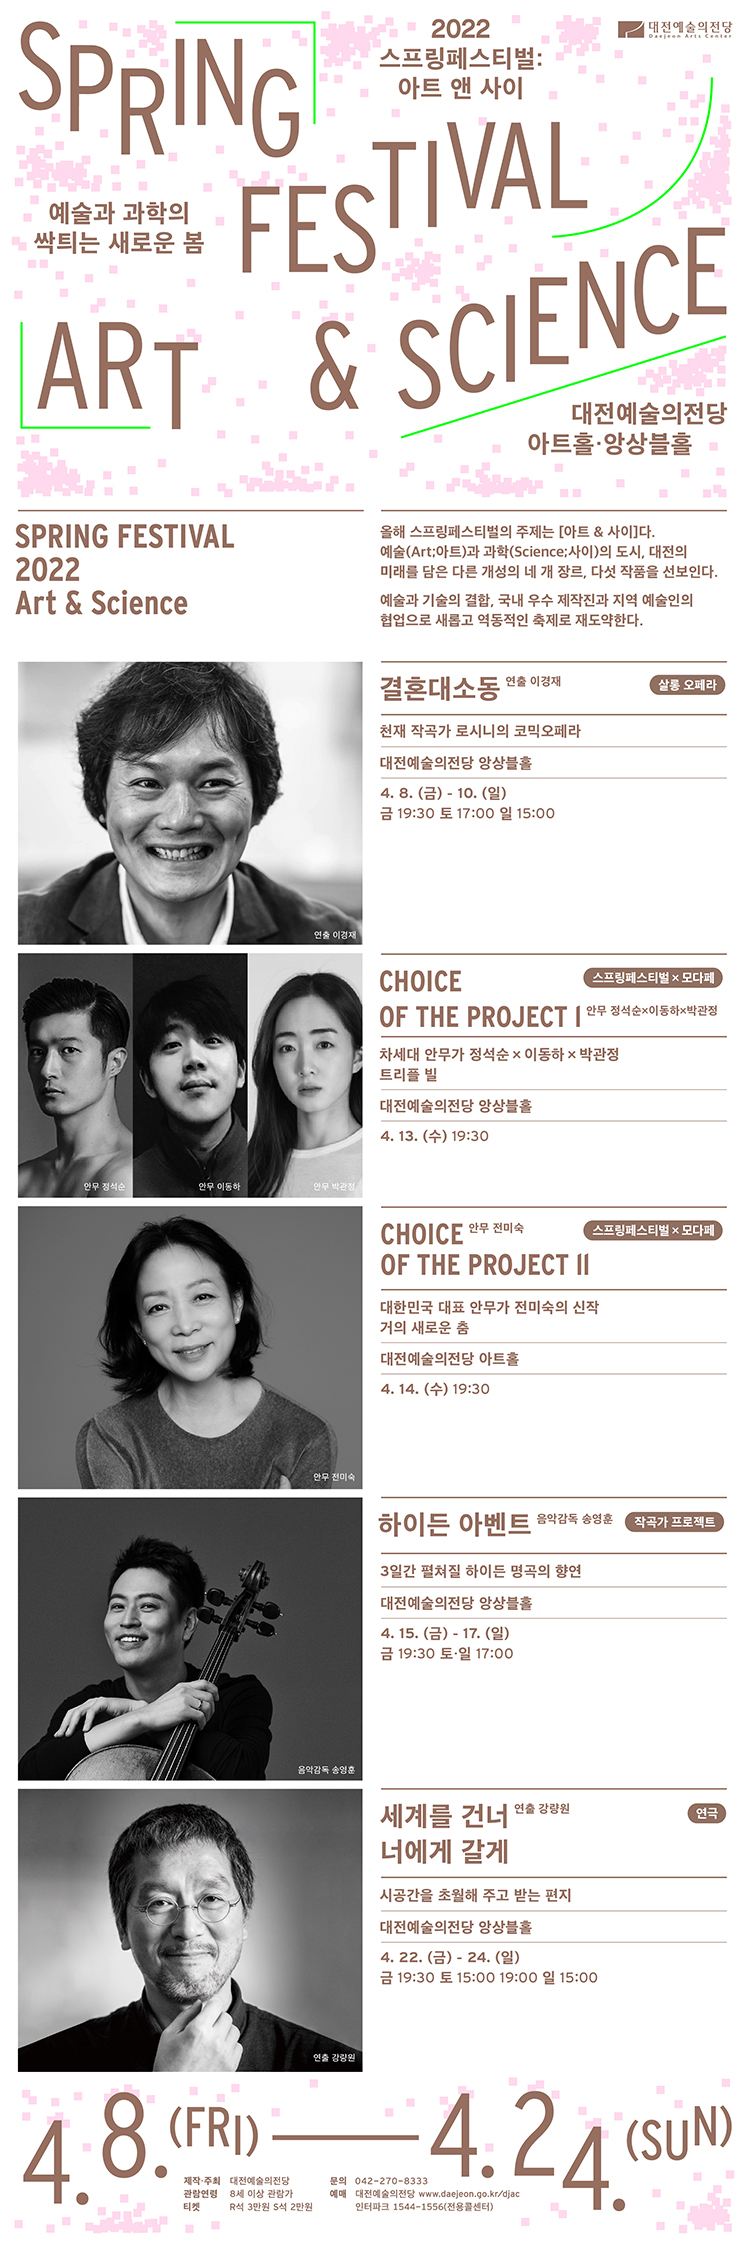 SPRING
FESTIVAL
ART & SCIENCE
2022
스프링페스티벌:
아트 앤 사이
대전예술의전당
Daejeon Arts Center
예술과 과학의
싹틔는 새로운 봄
대전예술의전당
아트홀·앙상블홀
SPRING FESTIVAL
2022
Art & Science
올해 스프링페스티벌의 주제는 [아트 & 사이]다.
예술(Art;아트)과 과학(Science;사이)의 도시, 대전의
미래를 담은 다른 개성의 네 개 장르, 다섯 작품을 선보인다.
예술과 기술의 결합, 국내 우수 제작진과 지역 예술인의
협업으로 새롭고 역동적인 축제로 재도약한다.
연출 이경재
결혼대소동 연출 이경재
살롱 오페라
천재 작곡가 로시니의 코믹오페라
대전예술의전당 앙상블홀
4. 8. (금) - 10. (일)
금 19:30 토 17:00 일 15:00
안무 정석순
안무 이동하
안무 박관정
CHOICE
스프링페스티벌 × 모다페
OF THE PROJECT I 안무 정석순×이동하×박관정
차세대 안무가 정석순 × 이동하 × 박관정
트리플 빌
대전예술의전당 앙상블홀
4. 13. (수) 19:30
안무 전미숙
CHOICE 안무 전미숙
스프링페스티벌 × 모다페
OF THE PROJECT II
대한민국 대표 안무가 전미숙의 신작
거의 새로운 춤
대전예술의전당 아트홀
4. 14. (수) 19:30
음악감독 송영훈
하이든 아벤트 음악감독 송영훈
작곡가 프로젝트
3일간 펼쳐질 하이든 명곡의 향연
대전예술의전당 앙상블홀
4. 15. (금) - 17. (일)
금 19:30 토·일 17:00
연출 강량원
세계를 건너 연출 강량원
연극
너에게 갈게
시공간을 초월해 주고 받는 편지
대전예술의전당 앙상블홀
4. 22. (금) - 24. (일)
금 19:30 토 15:00 19:00 일 15:00
4. 8. (FRI) — 4. 24. (SUN)
제작·주최 대전예술의전당
관람연령 8세 이상 관람가
티켓 R석 3만원 S석 2만원
문의 042-270-8333
예매 대전예술의전당 www.daejeon.go.kr/djac
인터파크 1544-1556(전용콜센터)